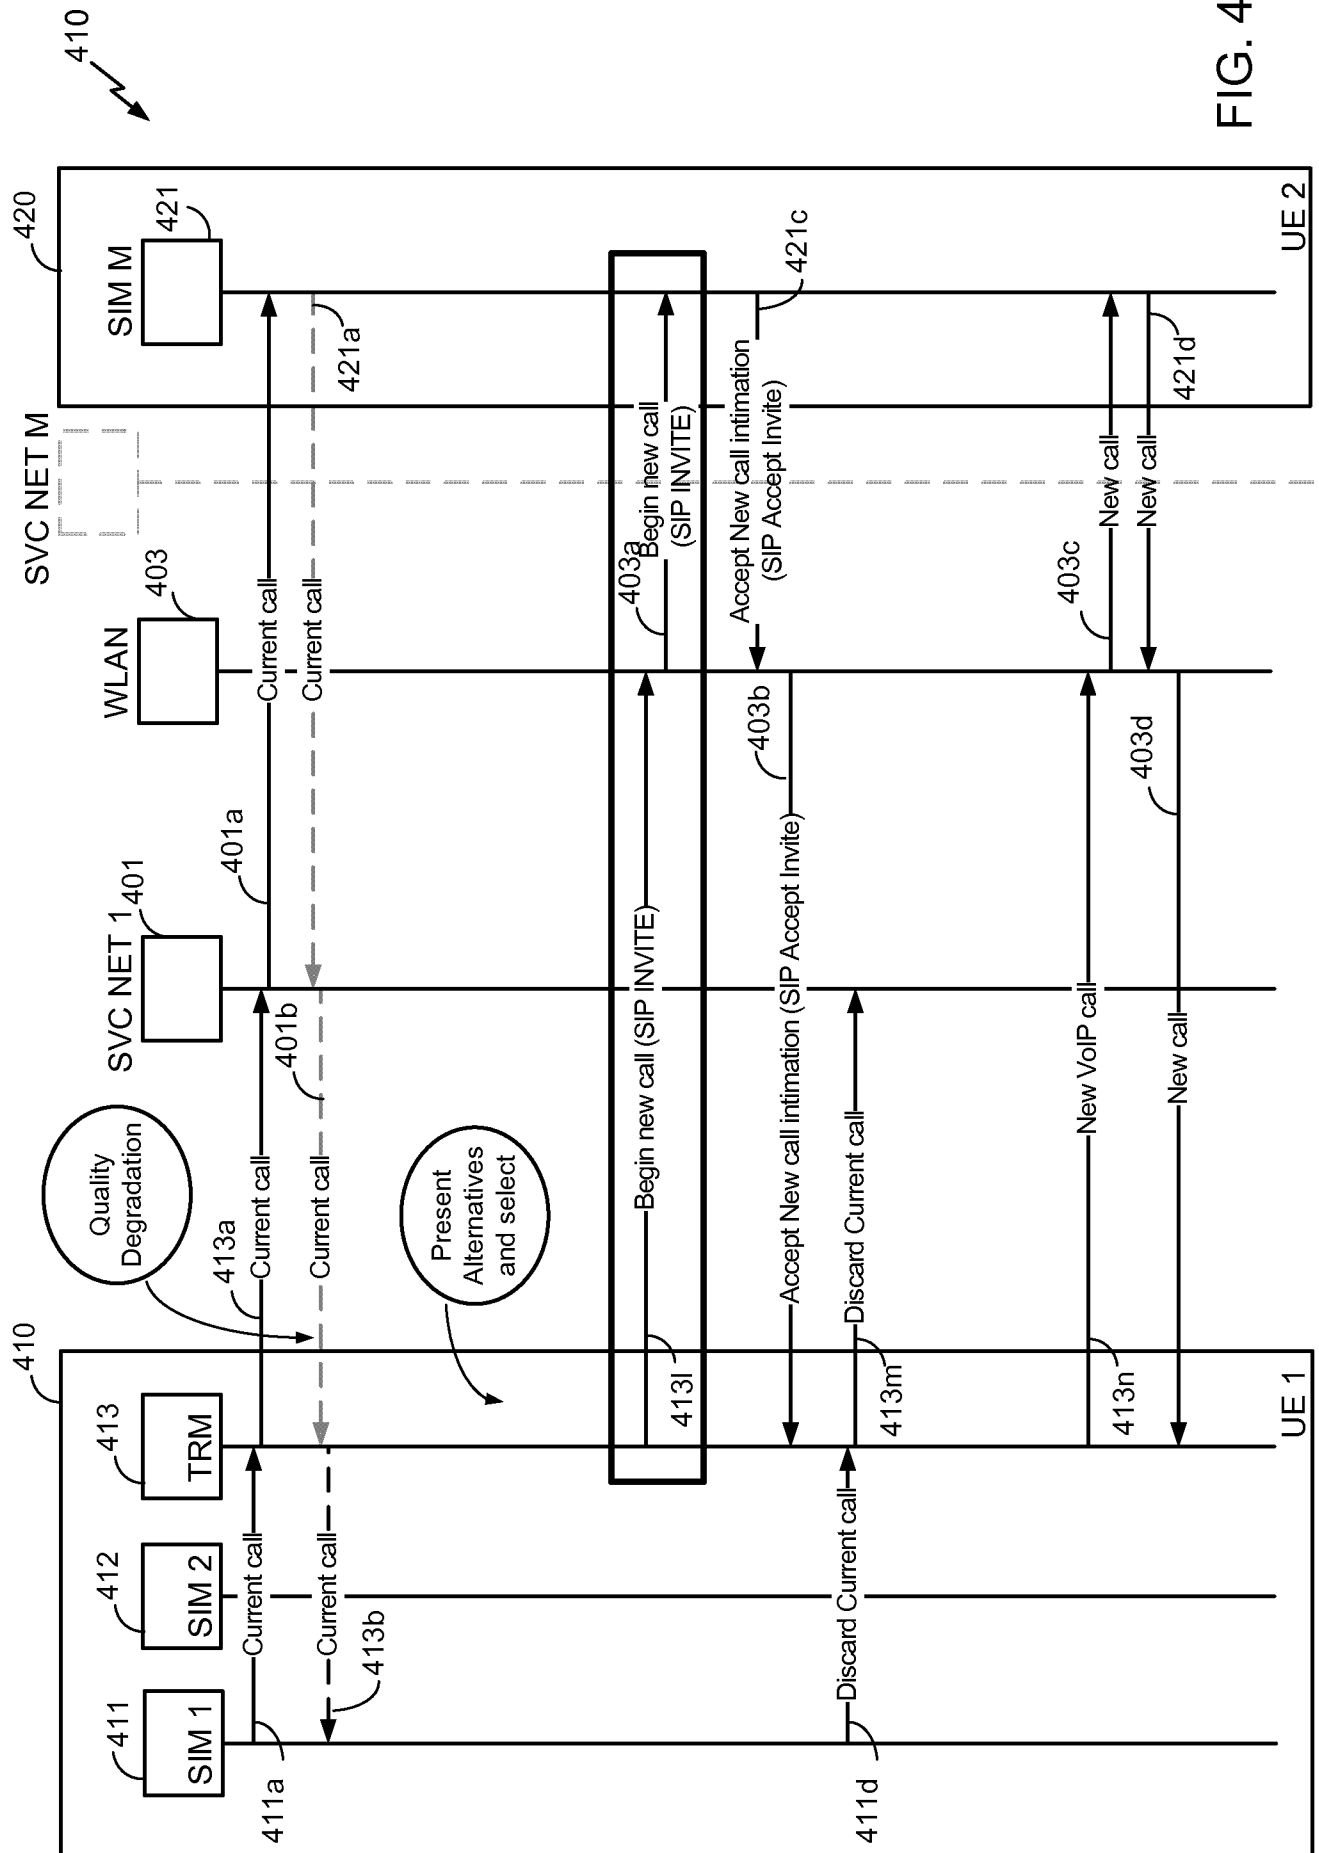 410
410
420
SIM 1
411
SIM 2
412
TRM
413
SVC NET 1
401
WLAN
403
SVC NET M
SIM M
421
Quality
Degradation
411a
Current call
413a
Current call
401a
Current call
Current call
421a
401b
Current call
Current call
413b
Present
Alternatives
and select
Begin new call (SIP INVITE)
413l
403a
Begin new call
(SIP INVITE)
Accept New call intimation
(SIP Accept Invite)
421c
403b
Accept New call intimation (SIP Accept Invite)
411d
Discard Current call
Discard Current call
413m
New VoIP call
413n
403c
New call
New call
421d
403d
New call
UE 1
UE 2
FIG. 4